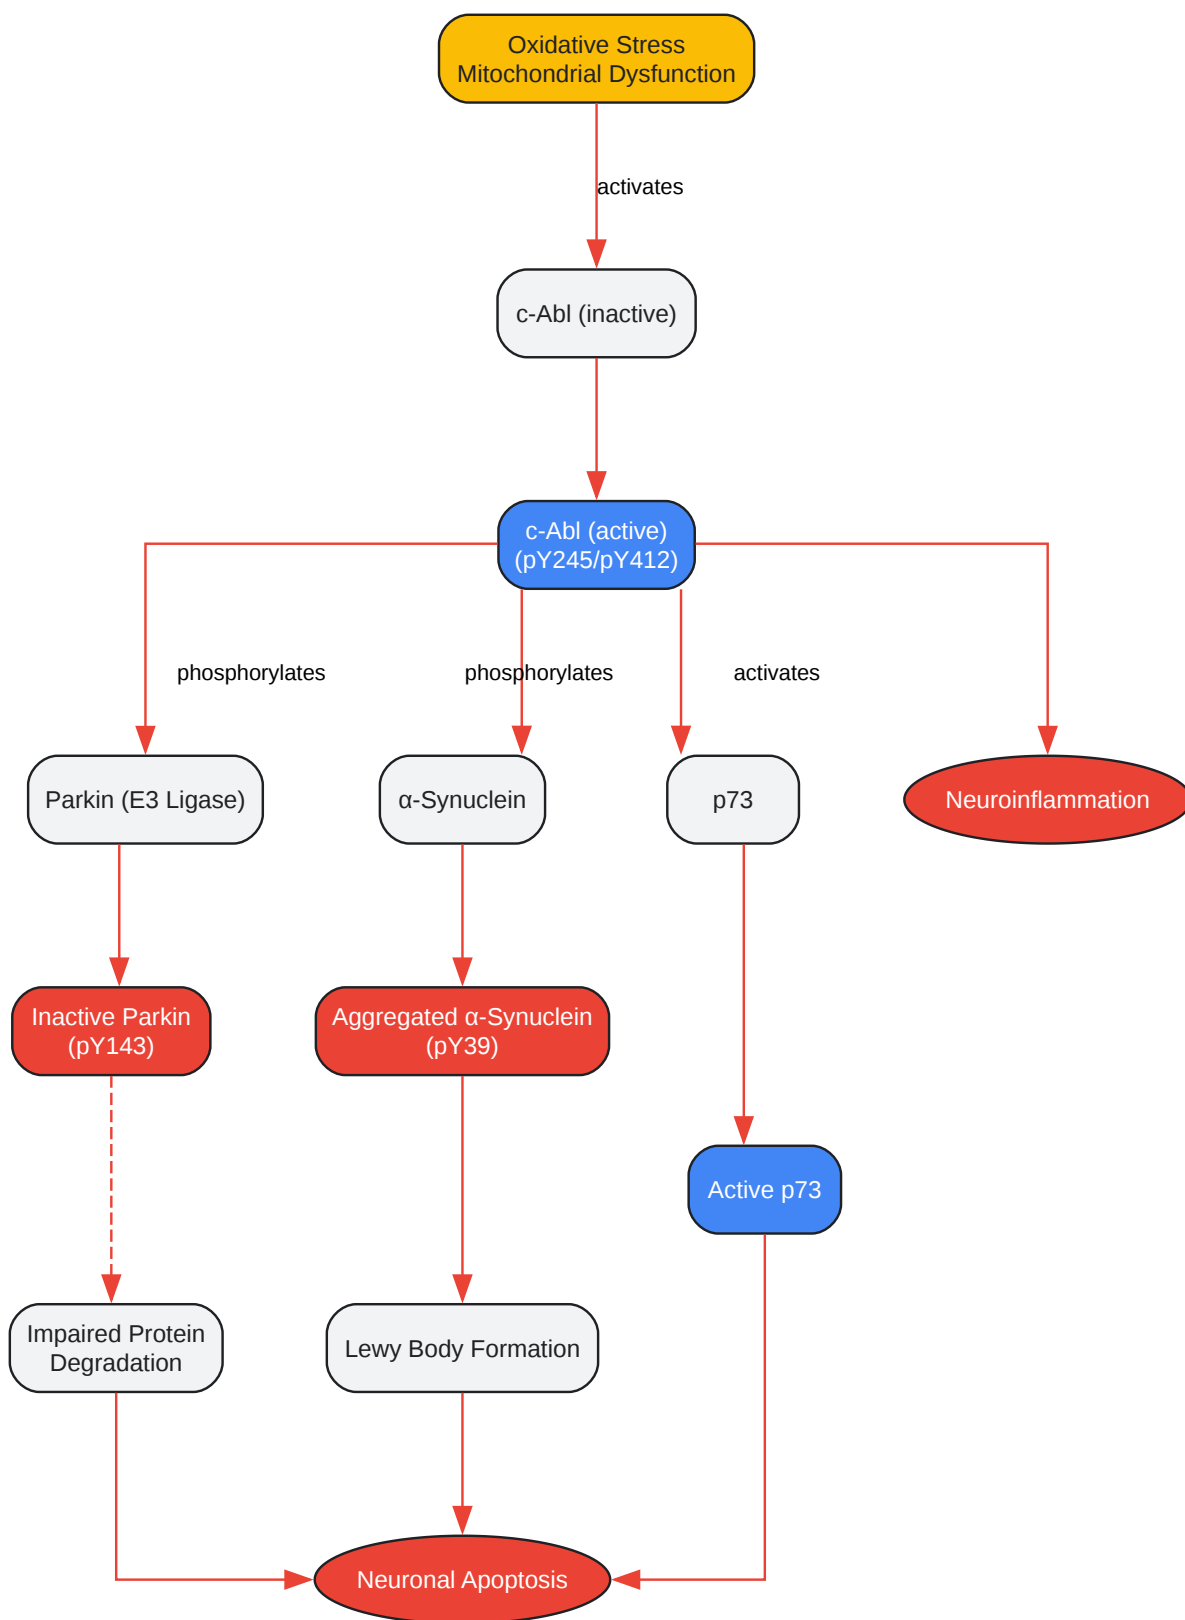 Oxidative Stress
Mitochondrial Dysfunction
activates
c-Abl (inactive)
c-Abl (active)
(pY245/pY412)
phosphorylates
phosphorylates
activates
Parkin (E3 Ligase)
α-Synuclein
p73
Neuroinflammation
Inactive Parkin
(pY143)
Aggregated α-Synuclein
(pY39)
Active p73
Impaired Protein
Degradation
Lewy Body Formation
Neuronal Apoptosis